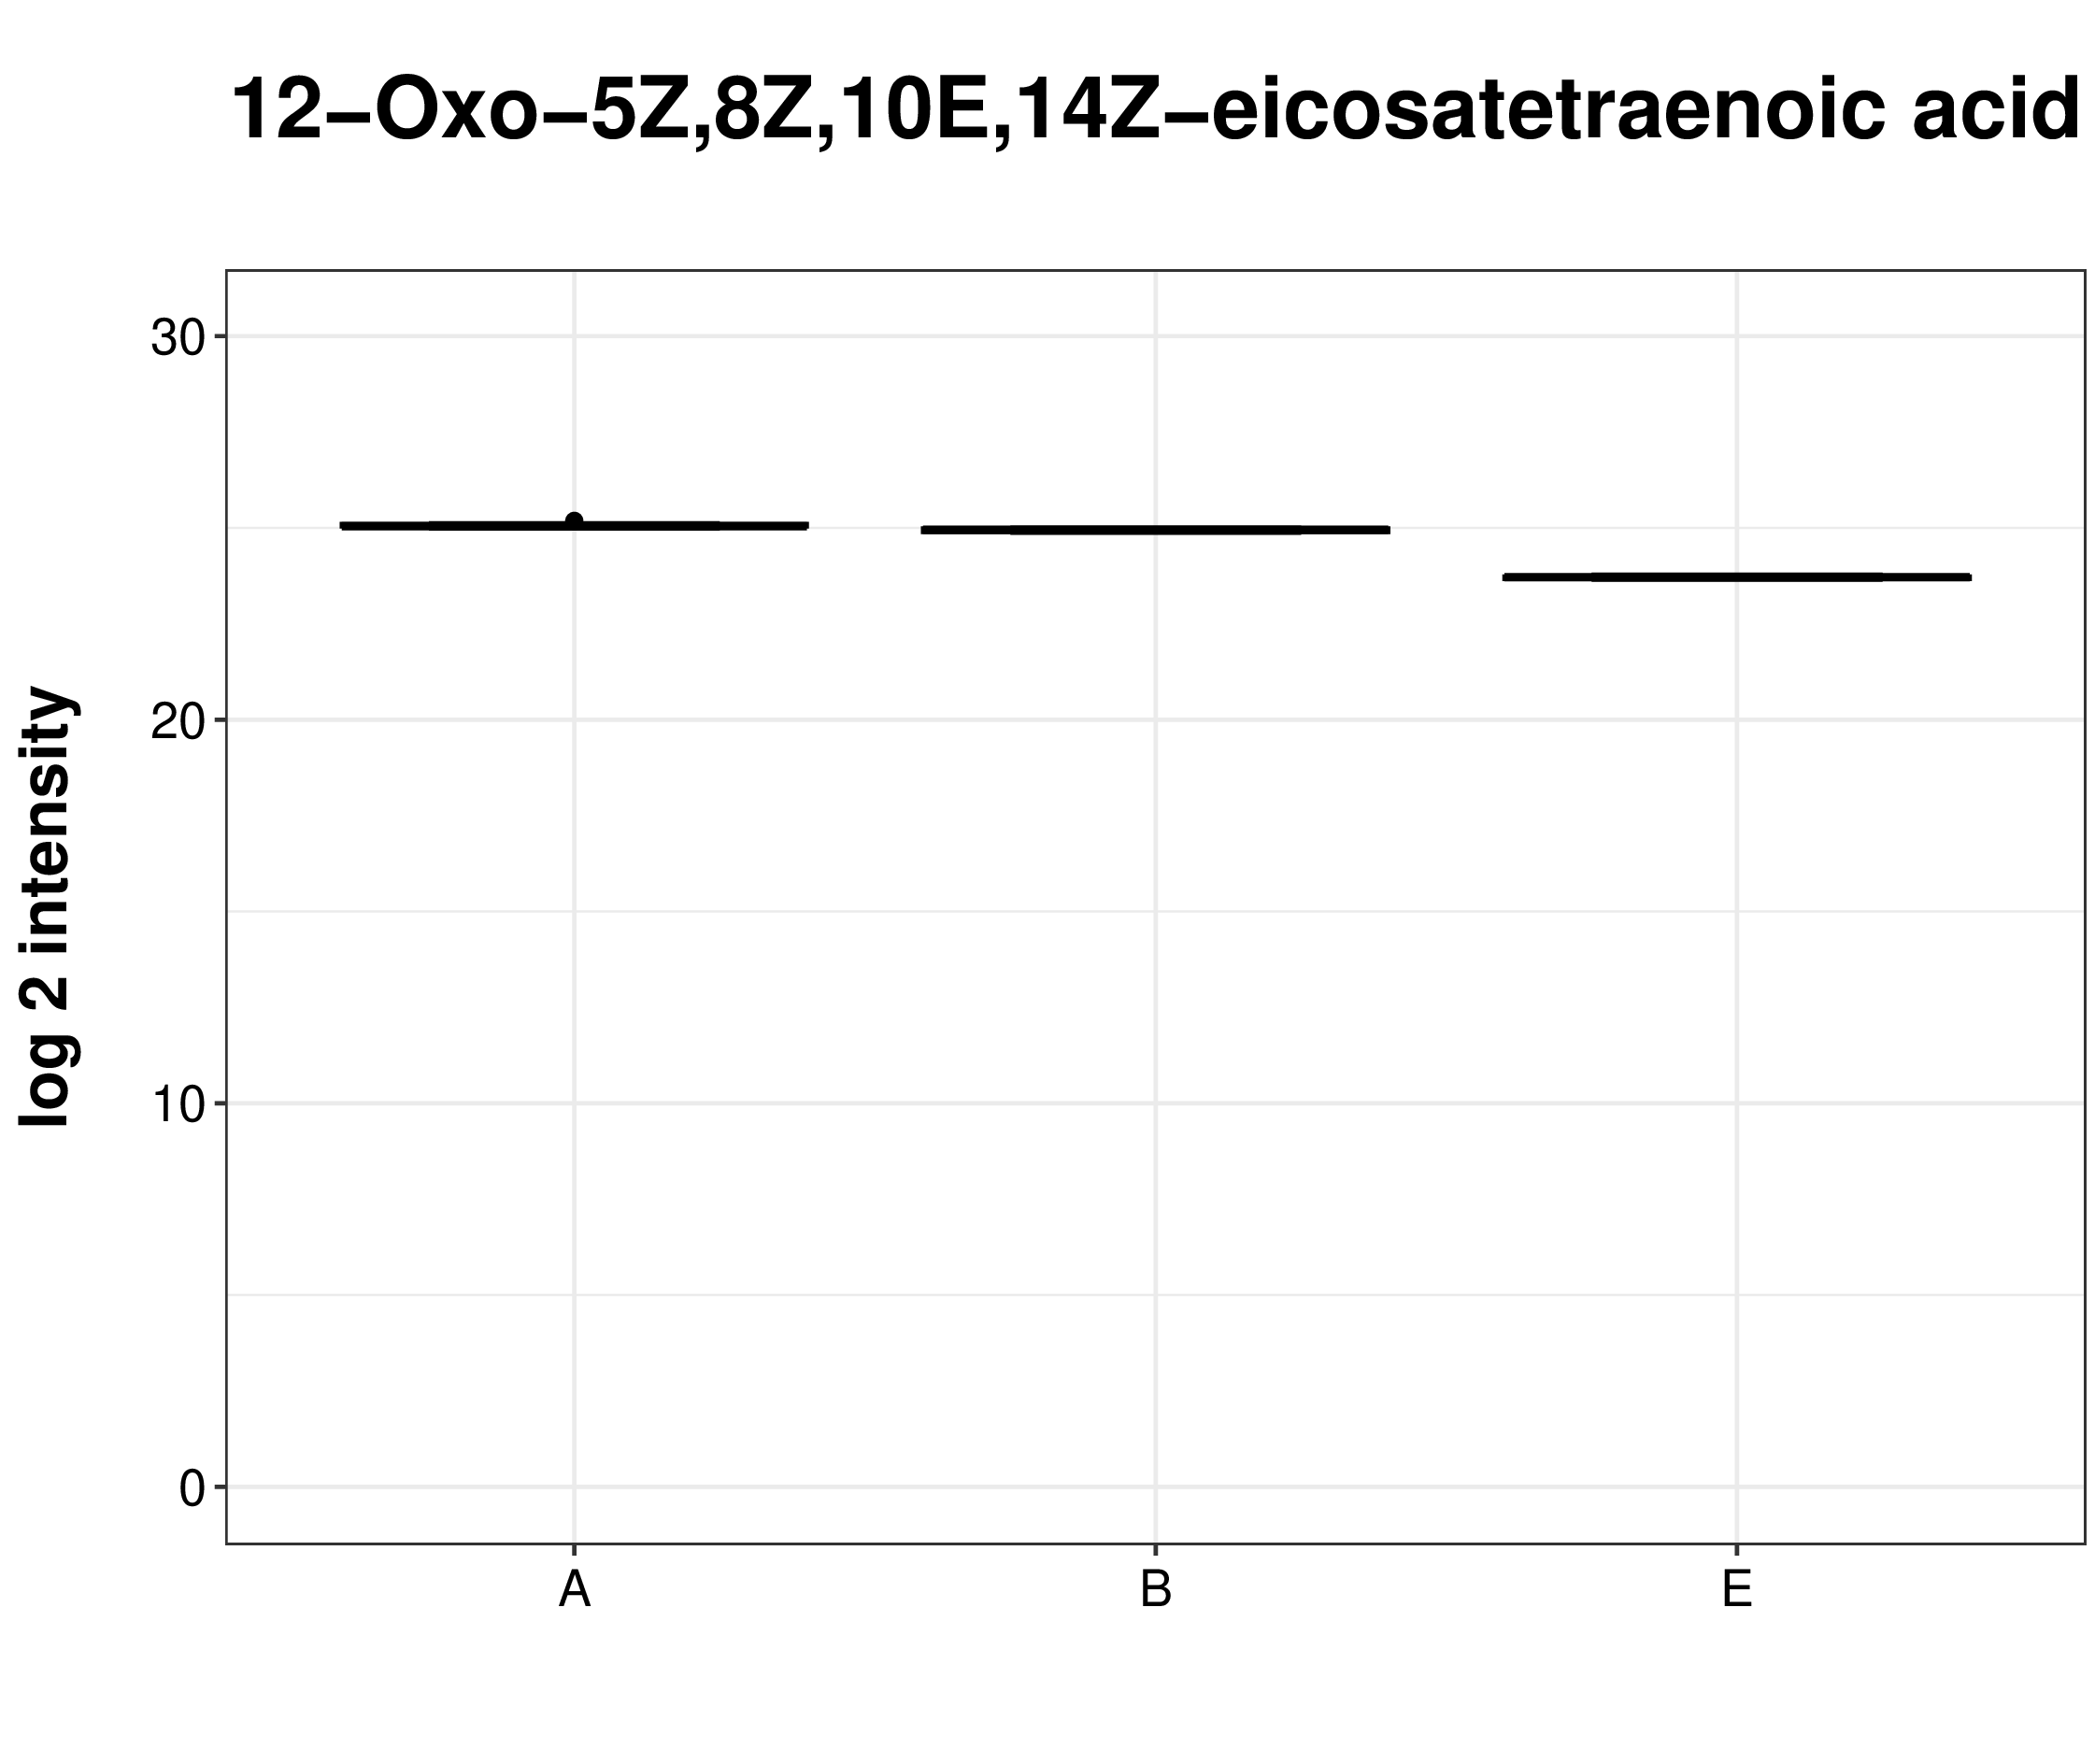 12−Oxo−5Z,8Z,10E,14Z−eicosatetraenoic acid
log 2 intensity
30
20
10
0
A B E